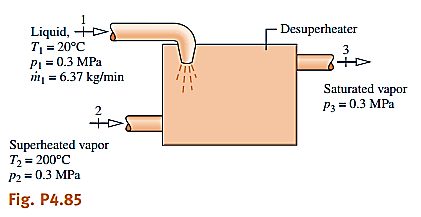 1
Liquid,
T1 = 20°C
p1 = 0.3 MPa
ṁ1 = 6.37 kg/min
Desuperheater
3
Saturated vapor
p3 = 0.3 MPa
2
Superheated vapor
T2 = 200°C
p2 = 0.3 MPa
Fig. P4.85